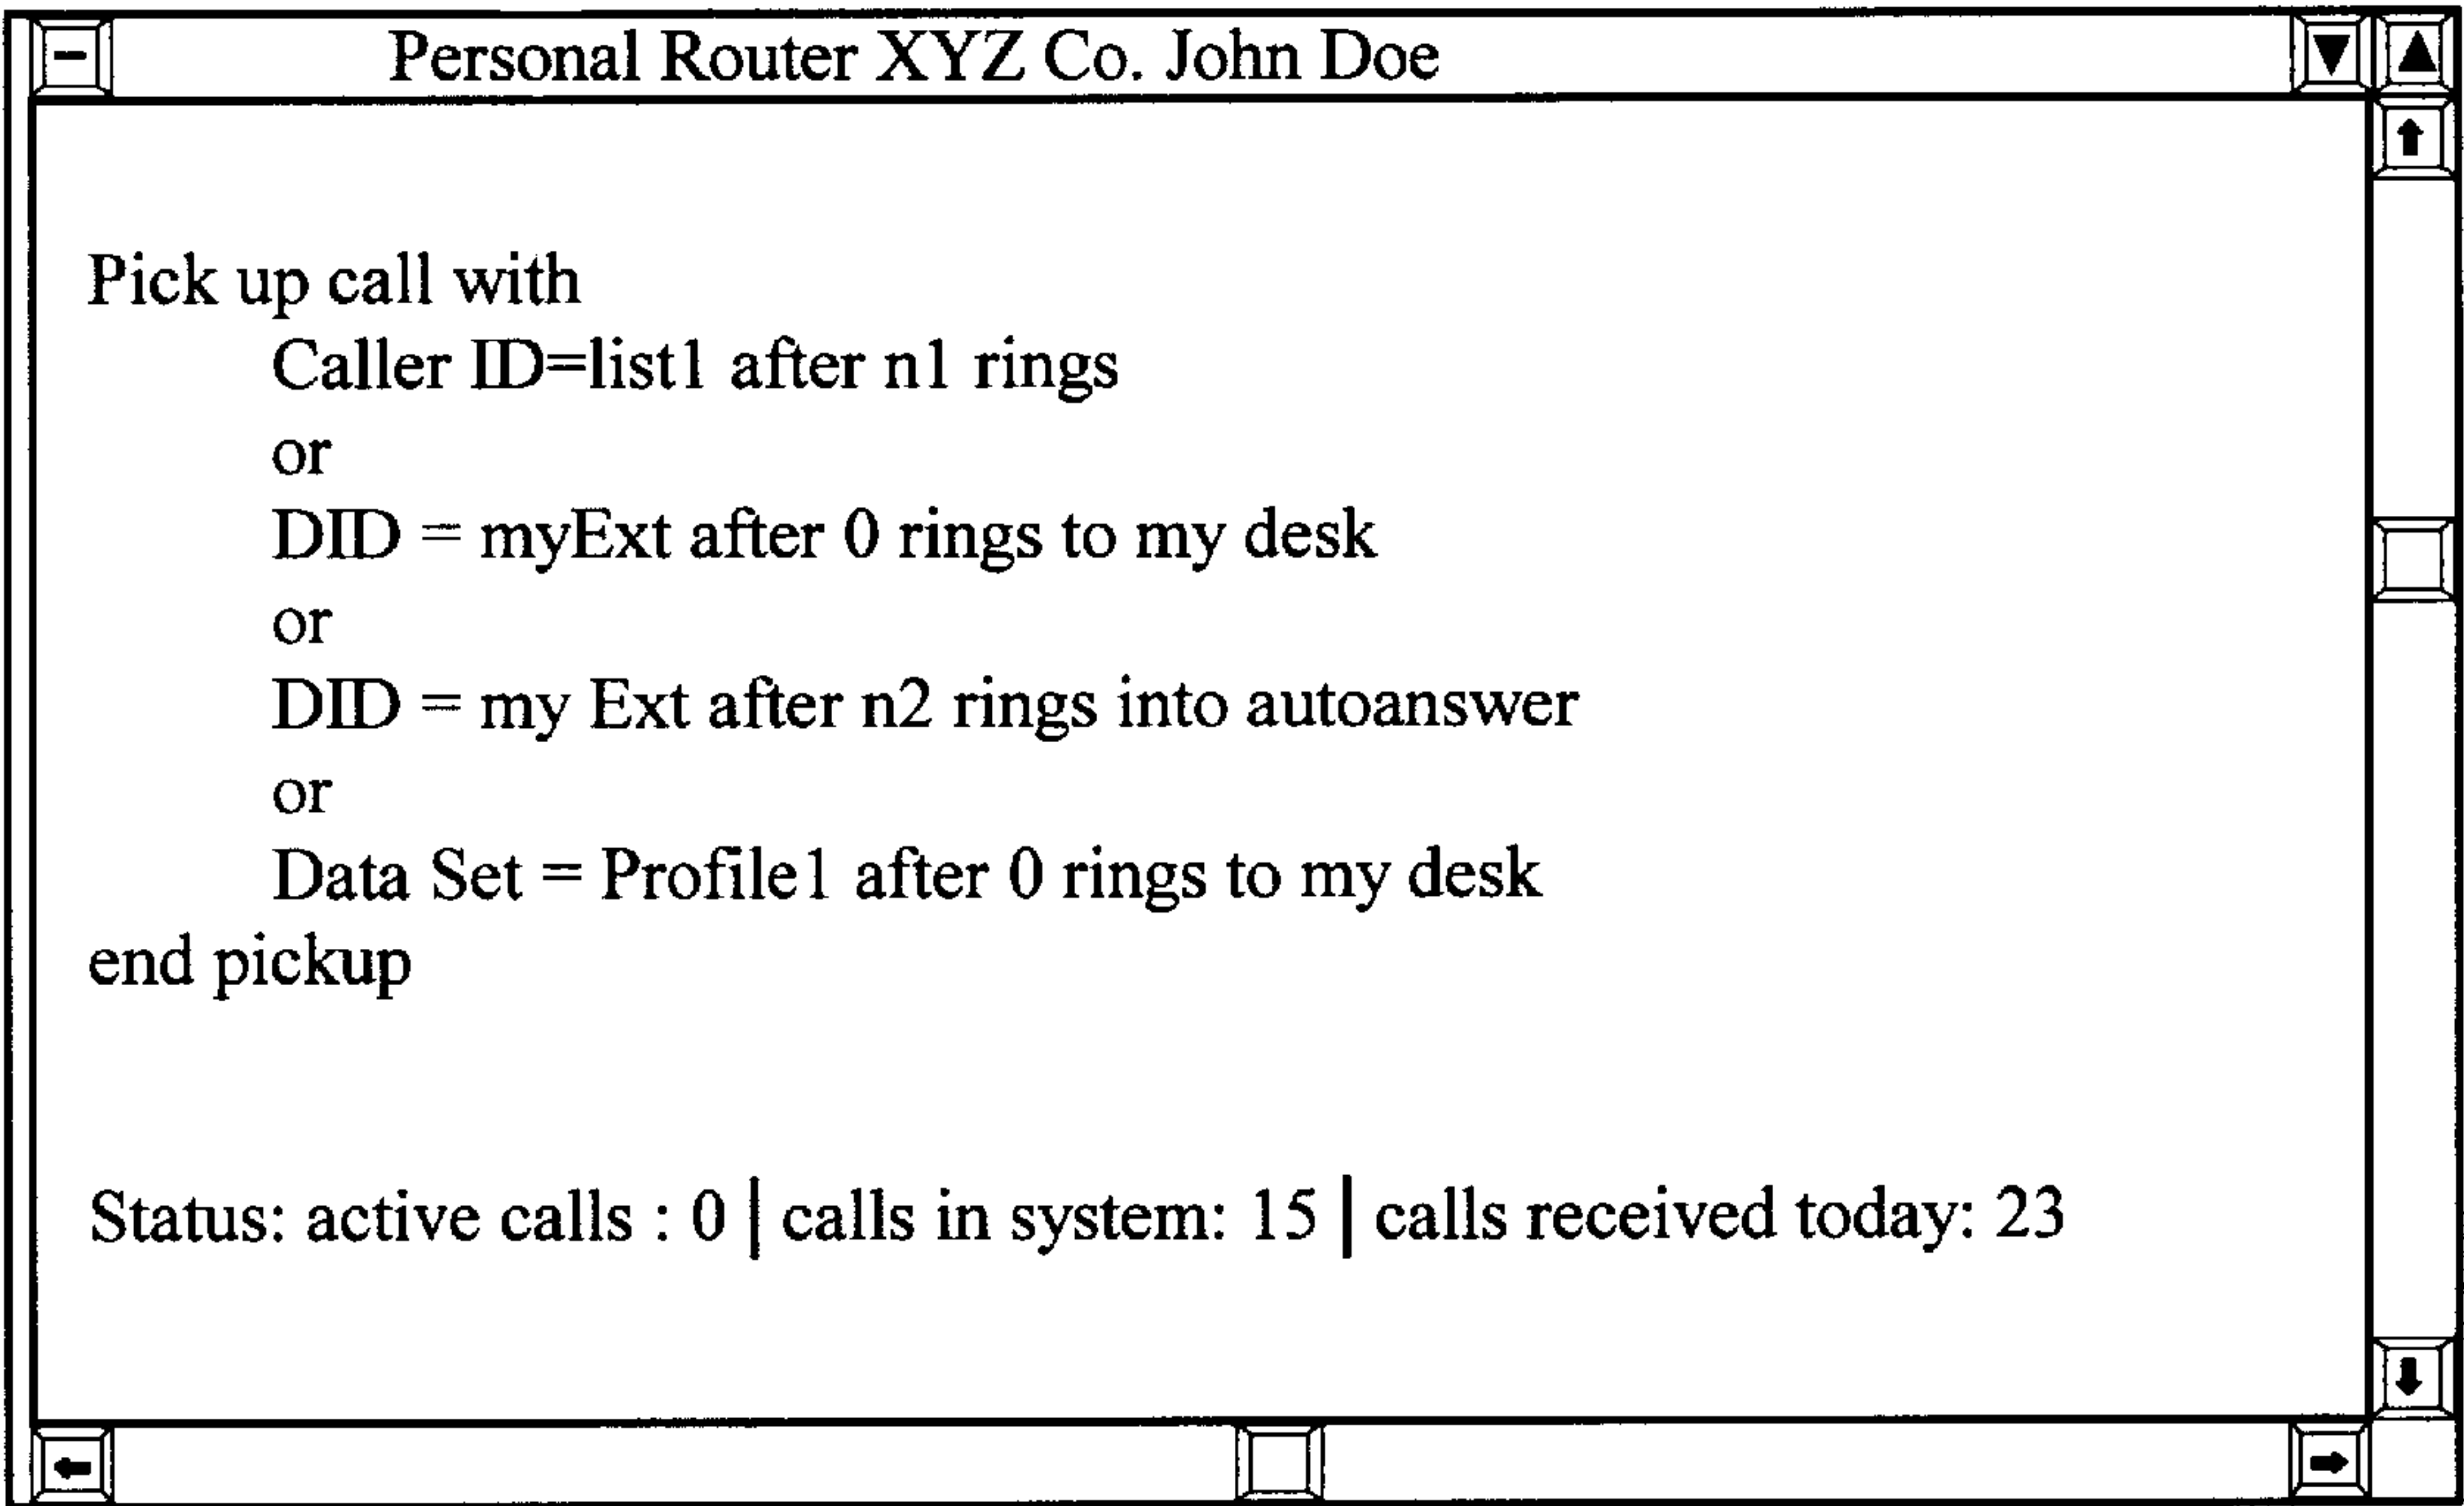 Personal Router XYZ Co. John Doe
Pick up call with
Caller ID=list1 after n1 rings
or
DID = myExt after 0 rings to my desk
or
DID = my Ext after n2 rings into autoanswer
or
Data Set = Profile1 after 0 rings to my desk
end pickup
Status: active calls : 0 | calls in system: 15 | calls received today: 23